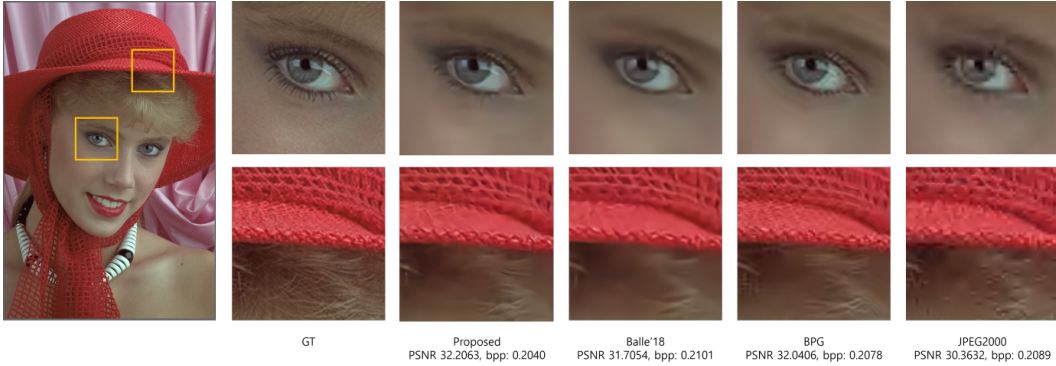 GT
Proposed
PSNR 32.2063, bpp: 0.2040
Balle’18
PSNR 31.7054, bpp: 0.2101
BPG
PSNR 32.0406, bpp: 0.2078
JPEG2000
PSNR 30.3632, bpp: 0.2089